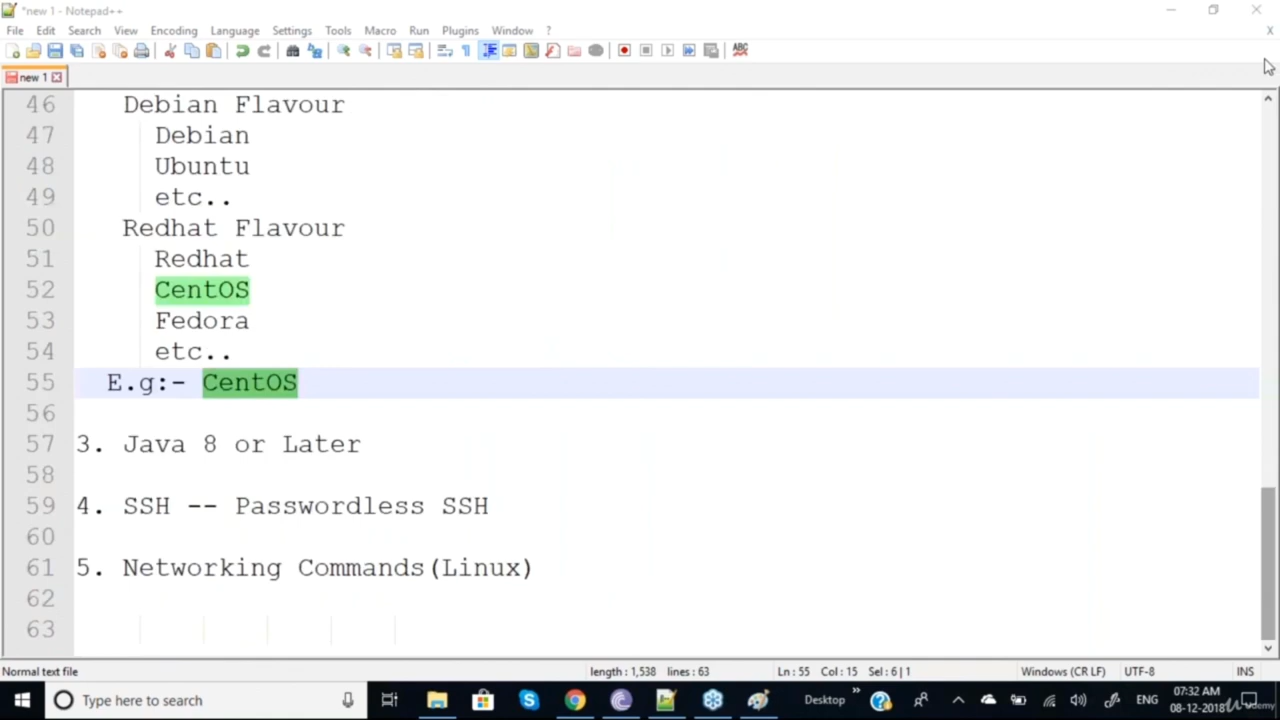 *new 1 - Notepad++
File Edit Search View Encoding Language Settings Tools Macro Run Plugins Window ? X
ABC
new 1
46 Debian Flavour
47 Debian
48 Ubuntu
49 etc..
50 Redhat Flavour
51 Redhat
52 CentOS
53 Fedora
54 etc..
55 E.g:- CentOS
56
57 3. Java 8 or Later
58
59 4. SSH -- Passwordless SSH
60
61 5. Networking Commands(Linux)
62
63
Normal text file length : 1,538 lines : 63 Ln : 55 Col : 15 Sel : 6 | 1 Windows (CR LF) UTF-8 INS
Type here to search Desktop ENG 07:32 AM
08-12-2018 Udemy